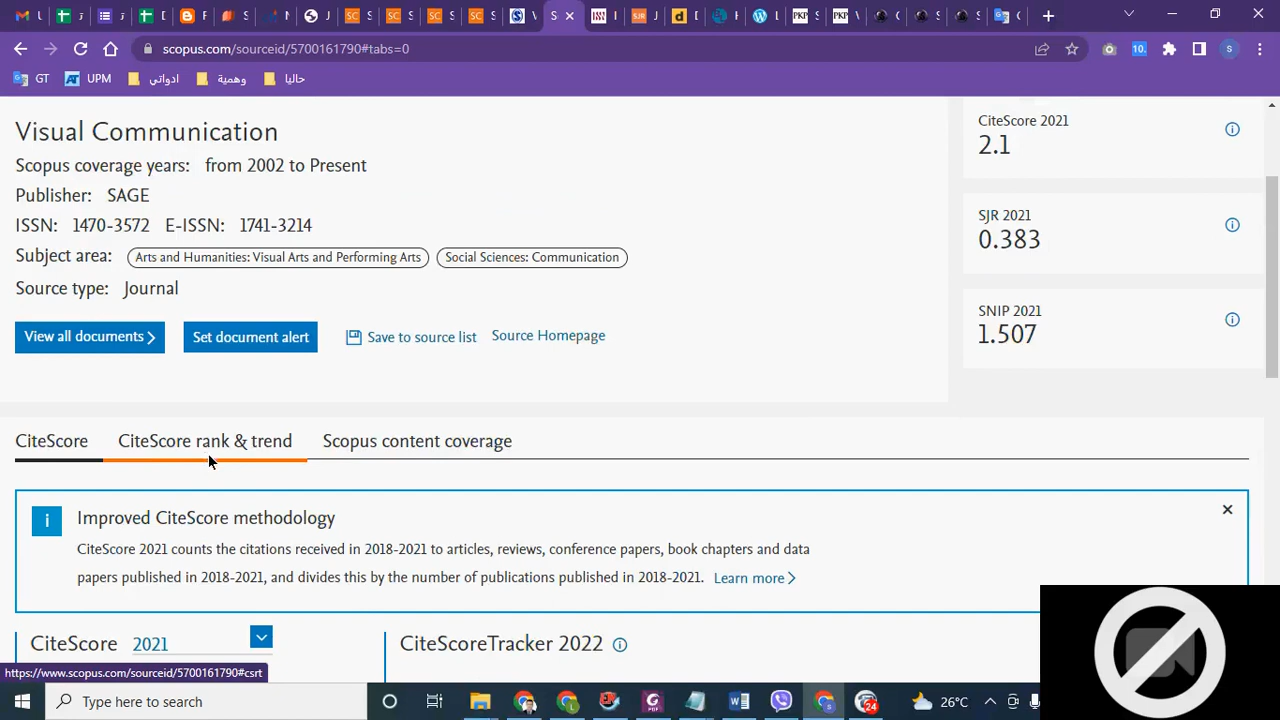 scopus.com/sourceid/5700161790#tabs=0
GT
UPM
ادواتي
وهمية
حاليا
Visual Communication
Scopus coverage years: from 2002 to Present
Publisher: SAGE
ISSN: 1470-3572 E-ISSN: 1741-3214
Subject area: Arts and Humanities: Visual Arts and Performing Arts Social Sciences: Communication
Source type: Journal
View all documents
Set document alert
Save to source list
Source Homepage
CiteScore 2021
2.1
SJR 2021
0.383
SNIP 2021
1.507
CiteScore CiteScore rank & trend Scopus content coverage
Improved CiteScore methodology
CiteScore 2021 counts the citations received in 2018-2021 to articles, reviews, conference papers, book chapters and data
papers published in 2018-2021, and divides this by the number of publications published in 2018-2021. Learn more
CiteScore 2021
CiteScoreTracker 2022
https://www.scopus.com/sourceid/5700161790#csrt
Type here to search
24
26°C